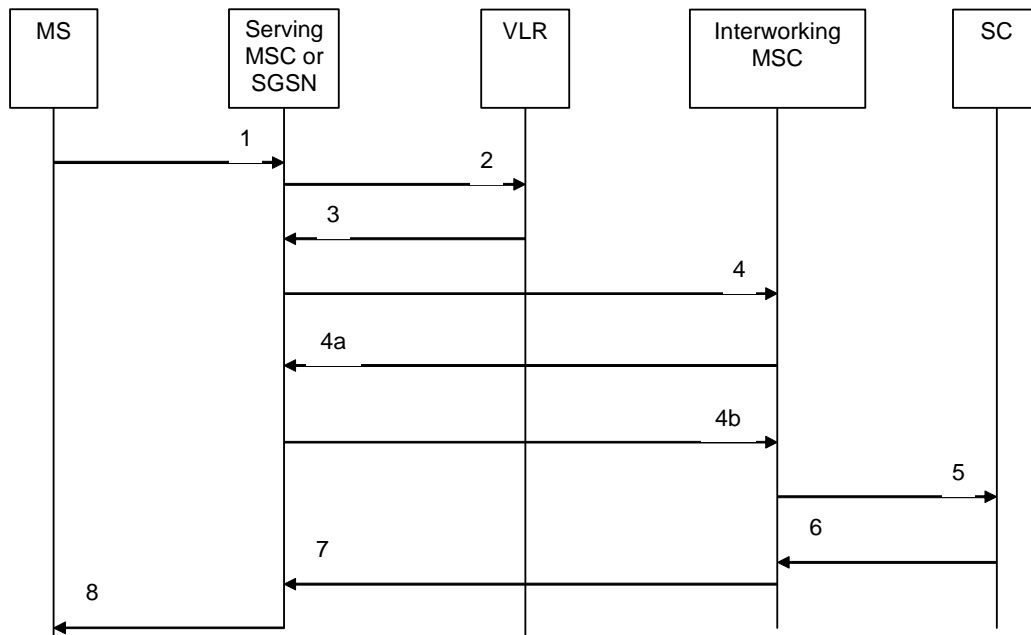 MS
Serving
MSC or
SGSN
VLR
Interworking
MSC
SC
1
2
3
4
4a
4b
5
6
7
8